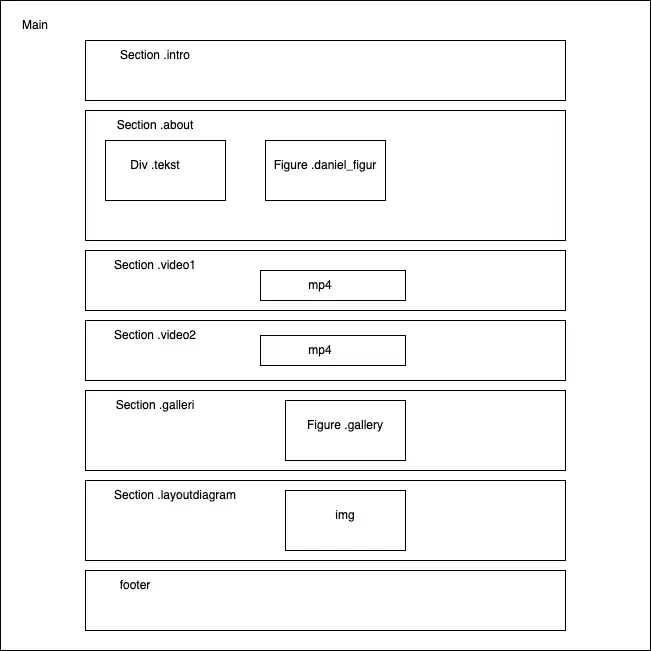 Main
Section .intro
Section .about
Div .tekst
Figure .daniel_figur
Section .video1
mp4
Section .video2
mp4
Section .galleri
Figure .gallery
Section .layoutdiagram
img
footer